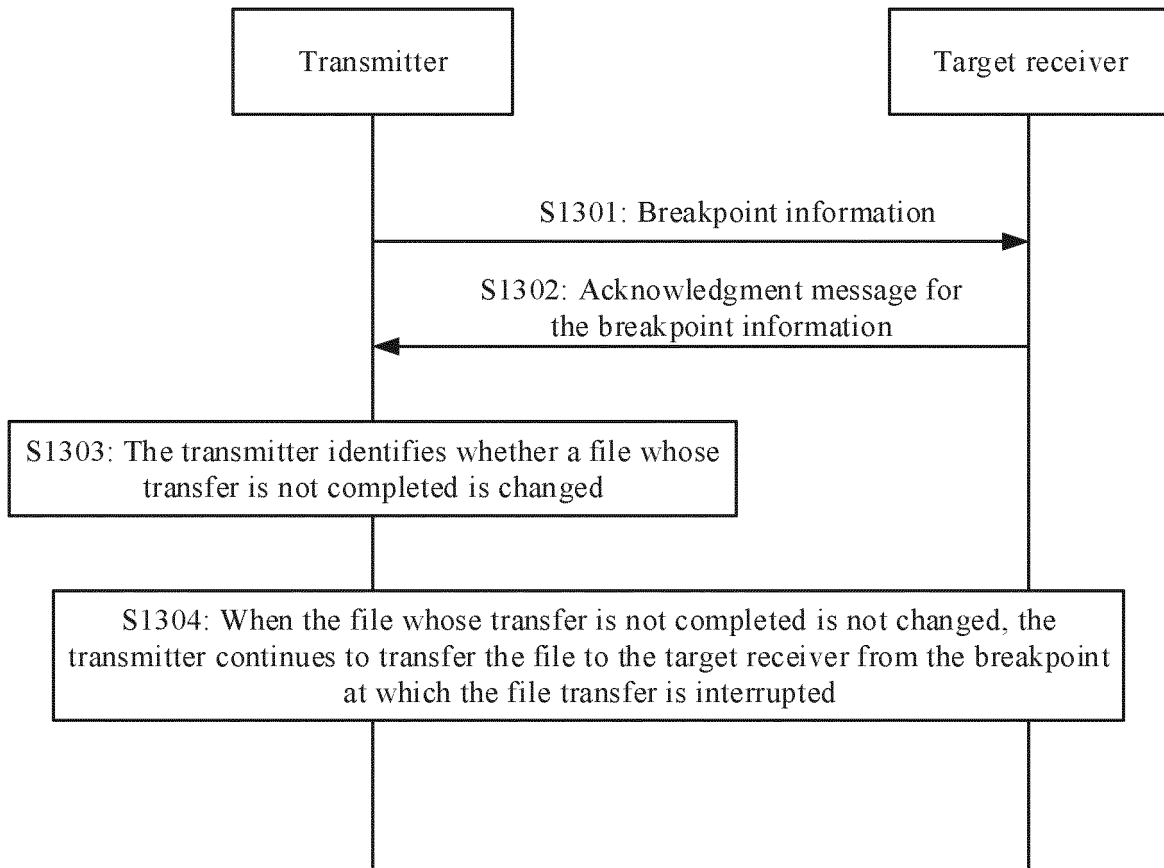 Transmitter
Target receiver
S1301: Breakpoint information
S1302: Acknowledgment message for
the breakpoint information
S1303: The transmitter identifies whether a file whose
transfer is not completed is changed
S1304: When the file whose transfer is not completed is not changed, the
transmitter continues to transfer the file to the target receiver from the breakpoint
at which the file transfer is interrupted